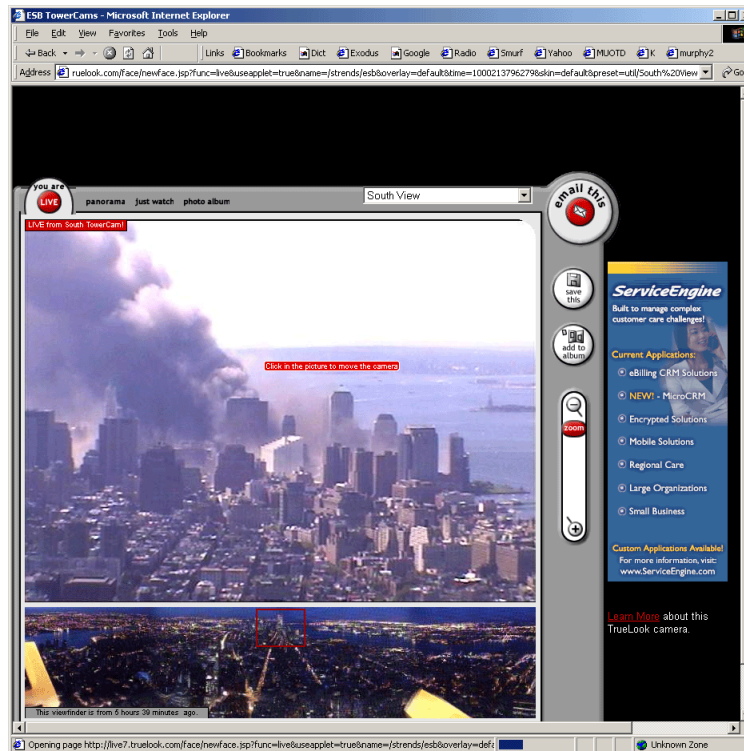 ESB TowerCams - Microsoft Internet Explorer
File Edit View Favorites Tools Help
Back Links Bookmarks Dict Exodus Google Radio Smurf Yahoo MUOTD K murphy2
Address ruelook.com/face/newface.jsp?func=live&useapplet=true&name=/strends/esb&overlay=default&time=1000213796279&skin=default&preset=util/South%20View Go
you are
LIVE
panorama just watch photo album
South View
email this
LIVE from South TowerCam!
save
this
add to
album
Click in the picture to move the camera
zoom
ServiceEngine
Built to manage complex
customer care challenges!
Current Applications:
eBilling CRM Solutions
NEW! - MicroCRM
Encrypted Solutions
Mobile Solutions
Regional Care
Large Organizations
Small Business
Custom Applications Available!
For more information, visit:
www.ServiceEngine.com
Learn More about this
TrueLook camera.
This viewfinder is from 6 hours 39 minutes ago.
Opening page http://live7.truelook.com/face/newface.jsp?func=live&useapplet=true&name=/strends/esb&overlay=defa Unknown Zone